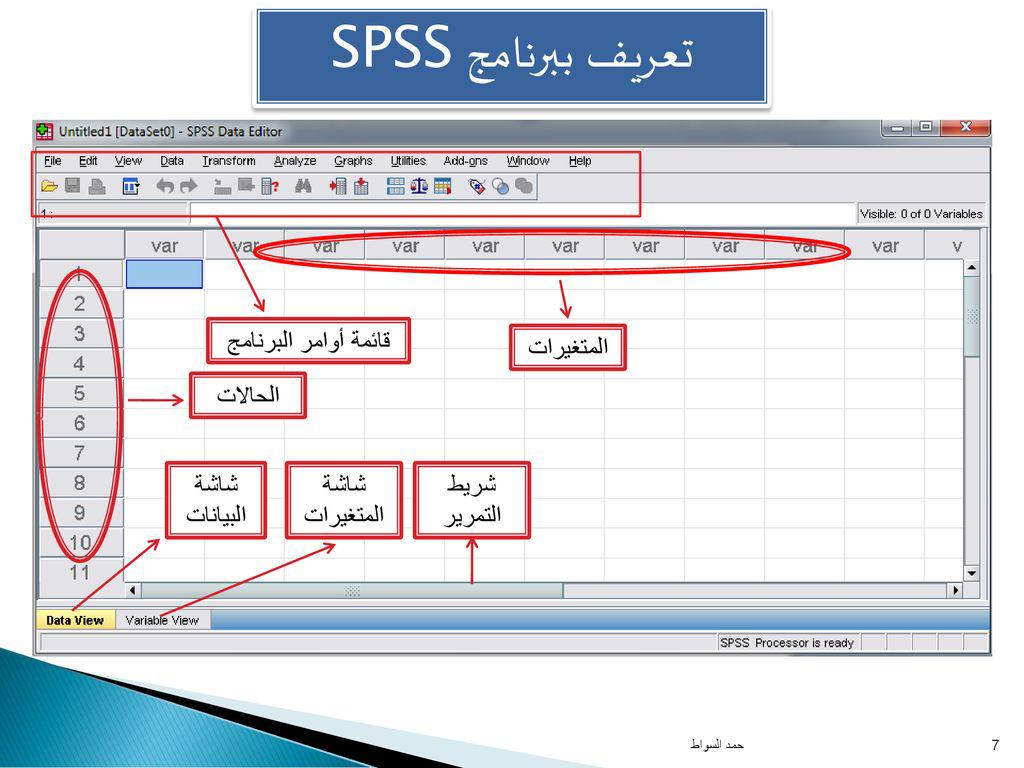 تعريف ببرنامج SPSS
Untitled1 [DataSet0] - SPSS Data Editor
File Edit View Data Transform Analyze Graphs Utilities Add-ons Window Help
1 :
Visible: 0 of 0 Variables
var var var var var var var var var var v
1
2
3
قائمة أوامر البرنامج
المتغيرات
4
5
الحالات
6
7
8
9
شاشة
البيانات
شاشة
المتغيرات
شريط
التمرير
10
11
Data View Variable View
SPSS Processor is ready
حمد السواط
7